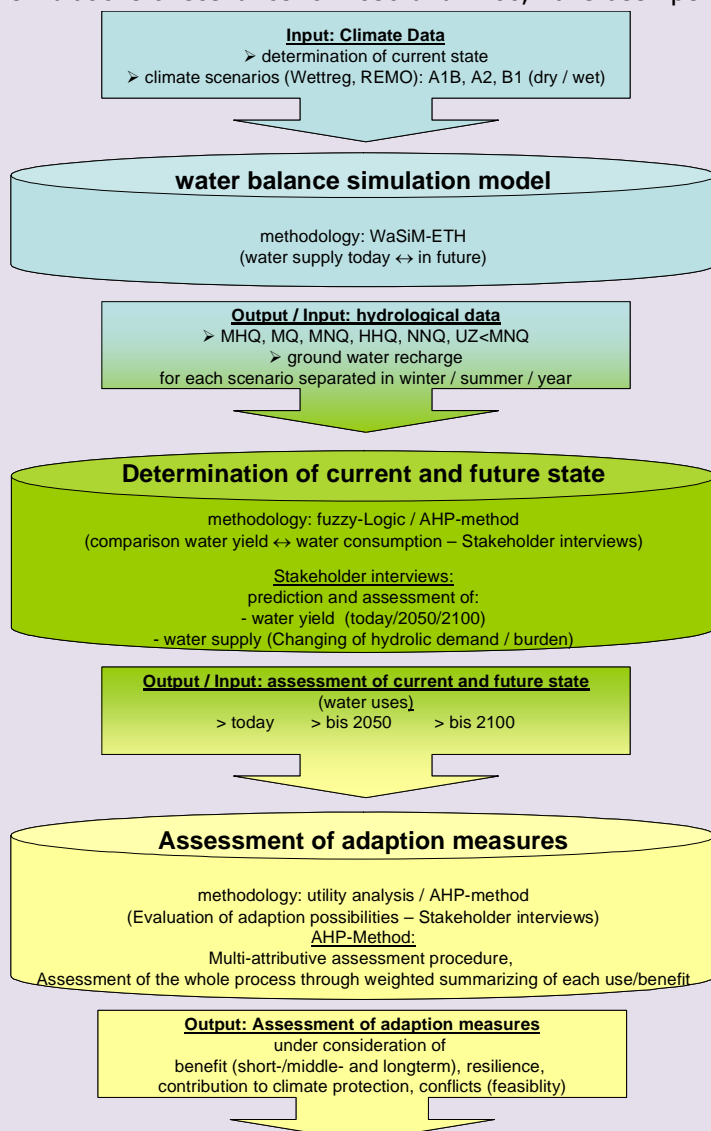 Input: Climate Data
➢ determination of current state
➢ climate scenarios (Wettreg, REMO): A1B, A2, B1 (dry / wet)
water balance simulation model
methodology: WaSiM-ETH
(water supply today ↔ in future)
Output / Input: hydrological data
➢ MHQ, MQ, MNQ, HHQ, NNQ, UZ<MNQ
➢ ground water recharge
for each scenario separated in winter / summer / year
Determination of current and future state
methodology: fuzzy-Logic / AHP-method
(comparison water yield ↔ water consumption – Stakeholder interviews)
Stakeholder interviews:
prediction and assessment of:
- water yield (today/2050/2100)
- water supply (Changing of hydrolic demand / burden)
Output / Input: assessment of current and future state
(water uses)
> today > bis 2050 > bis 2100
Assessment of adaption measures
methodology: utility analysis / AHP-method
(Evaluation of adaption possibilities – Stakeholder interviews)
AHP-Method:
Multi-attributive assessment procedure,
Assessment of the whole process through weighted summarizing of each use/benefit
Output: Assessment of adaption measures
under consideration of
benefit (short-/middle- and longterm), resilience,
contribution to climate protection, conflicts (feasiblity)